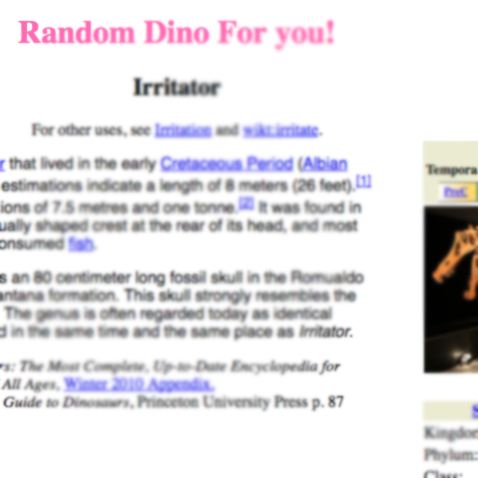 Random Dino For you!
Irritator
For other uses, see Irritation and wikt:irritate.
that lived in the early Cretaceous Period (Albian
estimations indicate a length of 8 meters (26 feet).[1]
ions of 7.5 metres and one tonne.[2] It was found in
ually shaped crest at the rear of its head, and most
onsumed fish.
s an 80 centimeter long fossil skull in the Romualdo
antana formation. This skull strongly resembles the
The genus is often regarded today as identical
d in the same time and the same place as Irritator.
rs: The Most Complete, Up-to-Date Encyclopedia for
All Ages, Winter 2010 Appendix.
Guide to Dinosaurs, Princeton University Press p. 87
Tempora
PreЄ
S
Kingdom
Phylum:
Class: